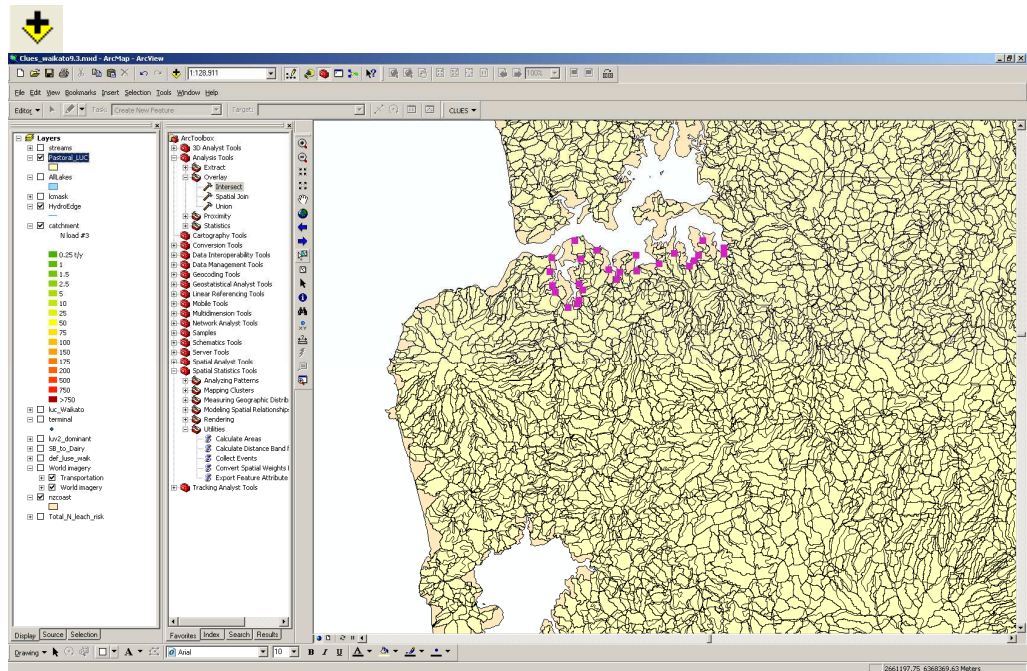 Clues_waikato9.3.mxd - ArcMap - ArcView
1:128,911
100%
File Edit View Bookmarks Insert Selection Tools Window Help
Editor Task: Create New Feature Target: CLUES
Layers
streams
Pastoral_LUC
AllLakes
lcmask
HydroEdge
catchment
N load #3
0.25 t/y
1
1.5
2.5
5
10
25
50
75
100
150
175
200
500
750
>750
luc_Waikato
terminal
luv2_dominant
SB_to_Dairy
def_luse_waik
World imagery
Transportation
World imagery
nzcoast
Total_N_leach_risk
Display Source Selection
ArcToolbox
3D Analyst Tools
Analysis Tools
Extract
Overlay
Intersect
Spatial Join
Union
Proximity
Statistics
Cartography Tools
Conversion Tools
Data Interoperability Tools
Data Management Tools
Geocoding Tools
Geostatistical Analyst Tools
Linear Referencing Tools
Mobile Tools
Multidimension Tools
Network Analyst Tools
Samples
Schematics Tools
Server Tools
Spatial Analyst Tools
Spatial Statistics Tools
Analyzing Patterns
Mapping Clusters
Measuring Geographic Distrib
Modeling Spatial Relationships
Rendering
Utilities
Calculate Areas
Calculate Distance Band f
Collect Events
Convert Spatial Weights
Export Feature Attribute
Tracking Analyst Tools
Favorites Index Search Results
Drawing A Arial 10 B I U A
2661197.75 6368369.63 Meters